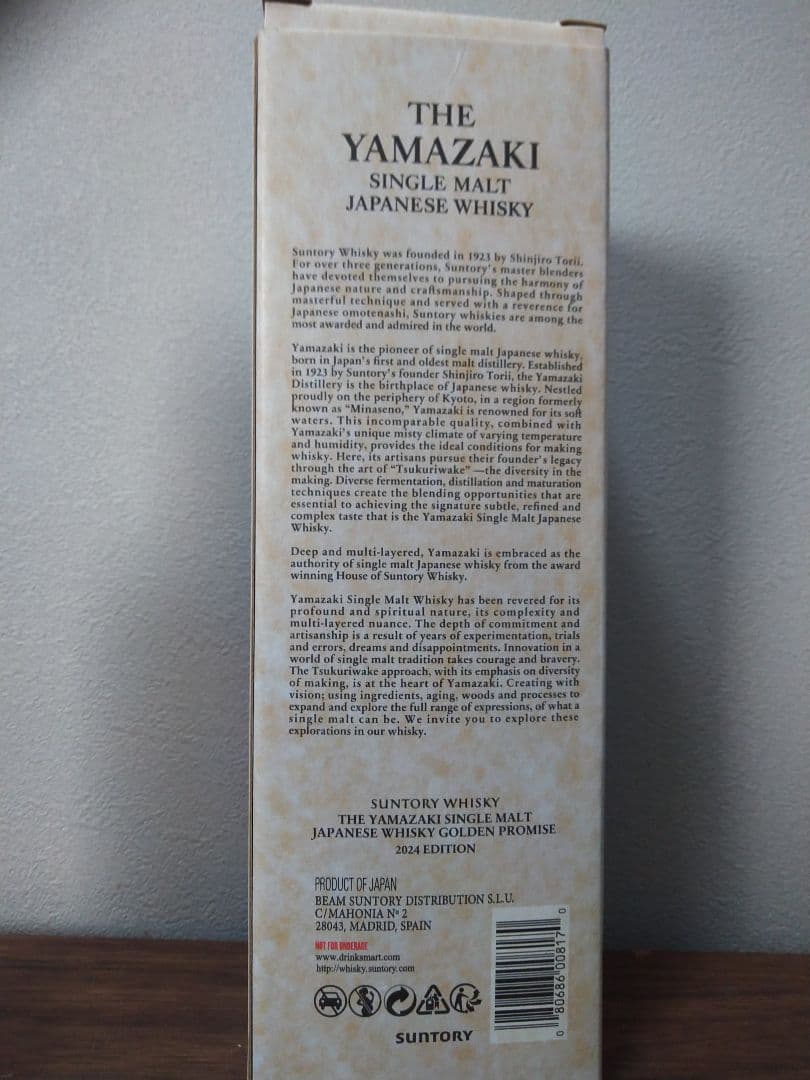 THE
YAMAZAKI
SINGLE MALT
JAPANESE WHISKY
Suntory Whisky was founded in 1923 by Shinjiro Torii.
For over three generations, Suntory's master blenders
have devoted themselves to pursuing the harmony of
Japanese nature and craftsmanship. Shaped through
masterful technique and served with a reverence for
Japanese omotenashi, Suntory whiskies are among the
most awarded and admired in the world.
Yamazaki is the pioneer of single malt Japanese whisky,
born in Japan's first and oldest malt distillery. Established
in 1923 by Suntory's founder Shinjiro Torii, the Yamazaki
Distillery is the birthplace of Japanese whisky. Nestled
proudly on the periphery of Kyoto, in a region formerly
known as "Minaseno," Yamazaki is renowned for its soft
waters. This incomparable quality, combined with
Yamazaki's unique misty climate of varying temperature
and humidity, provides the ideal conditions for making
whisky. Here, its artisans pursue their founder's legacy
through the art of "Tsukuriwake" —the diversity in the
making. Diverse fermentation, distillation and maturation
techniques create the blending opportunities that are
essential to achieving the signature subtle, refined and
complex taste that is the Yamazaki Single Malt Japanese
Whisky.
Deep and multi-layered, Yamazaki is embraced as the
authority of single malt Japanese whisky from the award
winning House of Suntory Whisky.
Yamazaki Single Malt Whisky has been revered for its
profound and spiritual nature, its complexity and
multi-layered nuance. The depth of commitment and
artisanship is a result of years of experimentation, trials
and errors, dreams and disappointments. Innovation in a
world of single malt tradition takes courage and bravery.
The Tsukuriwake approach, with its emphasis on diversity
of making, is at the heart of Yamazaki. Creating with
vision; using ingredients, aging, woods and processes to
expand and explore the full range of expressions, of what a
single malt can be. We invite you to explore these
explorations in our whisky.
SUNTORY WHISKY
THE YAMAZAKI SINGLE MALT
JAPANESE WHISKY GOLDEN PROMISE
2024 EDITION
PRODUCT OF JAPAN
BEAM SUNTORY DISTRIBUTION S.L.U.
C/MAHONIA Nº 2
28043, MADRID, SPAIN
NOT FOR UNDERAGE
www.drinksmart.com
http://whisky.suntory.com
0 80686 00817 0
SUNTORY